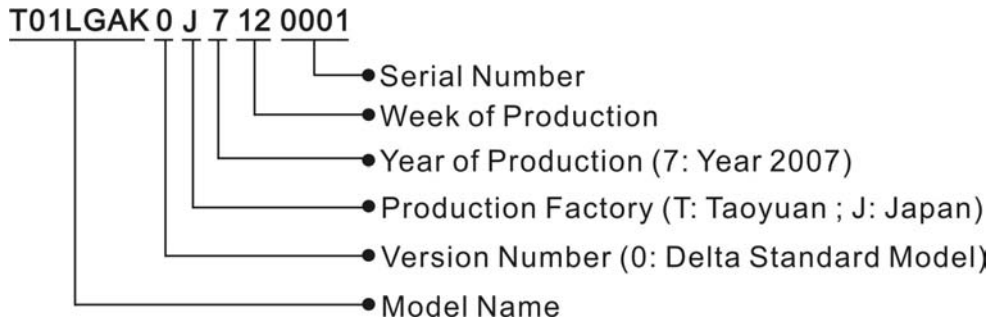 T01LGAK 0 J 7 12 0001
Serial Number
Week of Production
Year of Production (7: Year 2007)
Production Factory (T: Taoyuan ; J: Japan)
Version Number (0: Delta Standard Model)
Model Name